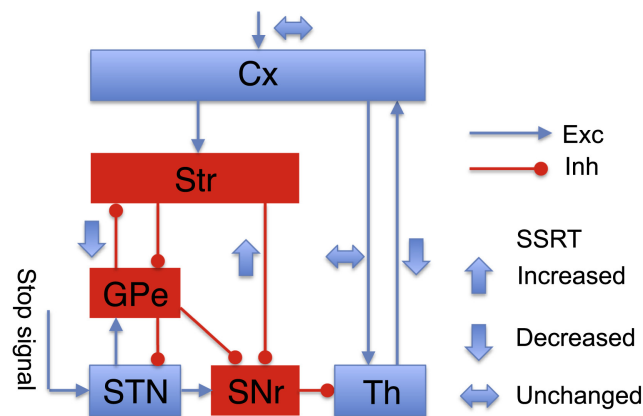 Cx
Exc
Inh
Str
SSRT
Increased
GPe
Stop signal
Decreased
STN
SNr
Th
Unchanged